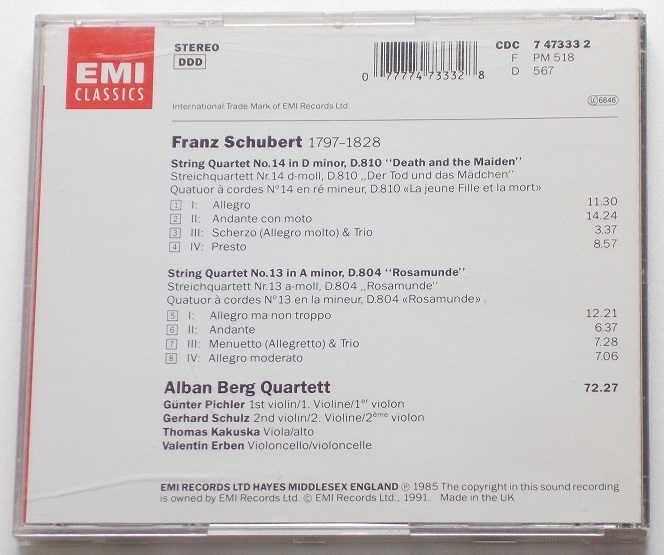 EMI
CLASSICS
STEREO
DDD
0 77774 73332 8
CDC 7 47333 2
F PM 518
D 567
International Trade Mark of EMI Records Ltd.
LC 6646
Franz Schubert 1797–1828
String Quartet No.14 in D minor, D.810 "Death and the Maiden"
Streichquartett Nr.14 d-moll, D.810 „Der Tod und das Mädchen"
Quatuor à cordes Nº14 en ré mineur, D.810 «La jeune Fille et la mort»
1 I: Allegro 11.30
2 II: Andante con moto 14.24
3 III: Scherzo (Allegro molto) & Trio 3.37
4 IV: Presto 8.57
String Quartet No.13 in A minor, D.804 "Rosamunde"
Streichquartett Nr.13 a-moll, D.804 „Rosamunde"
Quatuor à cordes Nº13 en la mineur, D.804 «Rosamunde»
5 I: Allegro ma non troppo 12.21
6 II: Andante 6.37
7 III: Menuetto (Allegretto) & Trio 7.28
8 IV: Allegro moderato 7.06
Alban Berg Quartett 72.27
Günter Pichler 1st violin/1. Violine/1er violon
Gerhard Schulz 2nd violin/2. Violine/2ème violon
Thomas Kakuska Viola/alto
Valentin Erben Violoncello/violoncelle
EMI RECORDS LTD HAYES MIDDLESEX ENGLAND ℗ 1985 The copyright in this sound recording
is owned by EMI Records Ltd. © EMI Records Ltd., 1991. Made in the UK